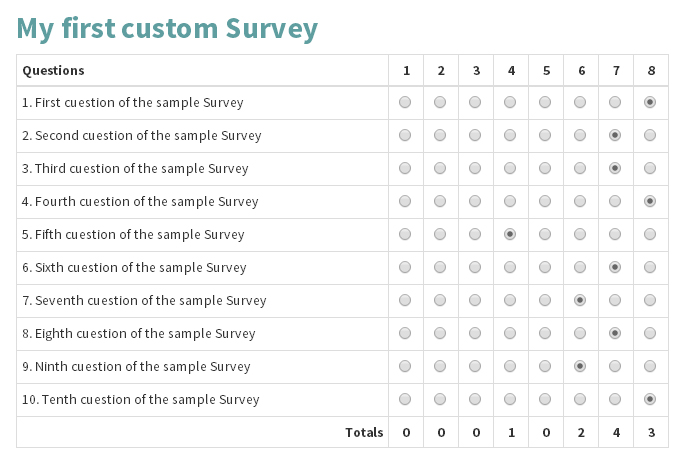 My first custom Survey
Questions 1 2 3 4 5 6 7 8
1. First cuestion of the sample Survey
2. Second cuestion of the sample Survey
3. Third cuestion of the sample Survey
4. Fourth cuestion of the sample Survey
5. Fifth cuestion of the sample Survey
6. Sixth cuestion of the sample Survey
7. Seventh cuestion of the sample Survey
8. Eighth cuestion of the sample Survey
9. Ninth cuestion of the sample Survey
10. Tenth cuestion of the sample Survey
Totals 0 0 0 1 0 2 4 3